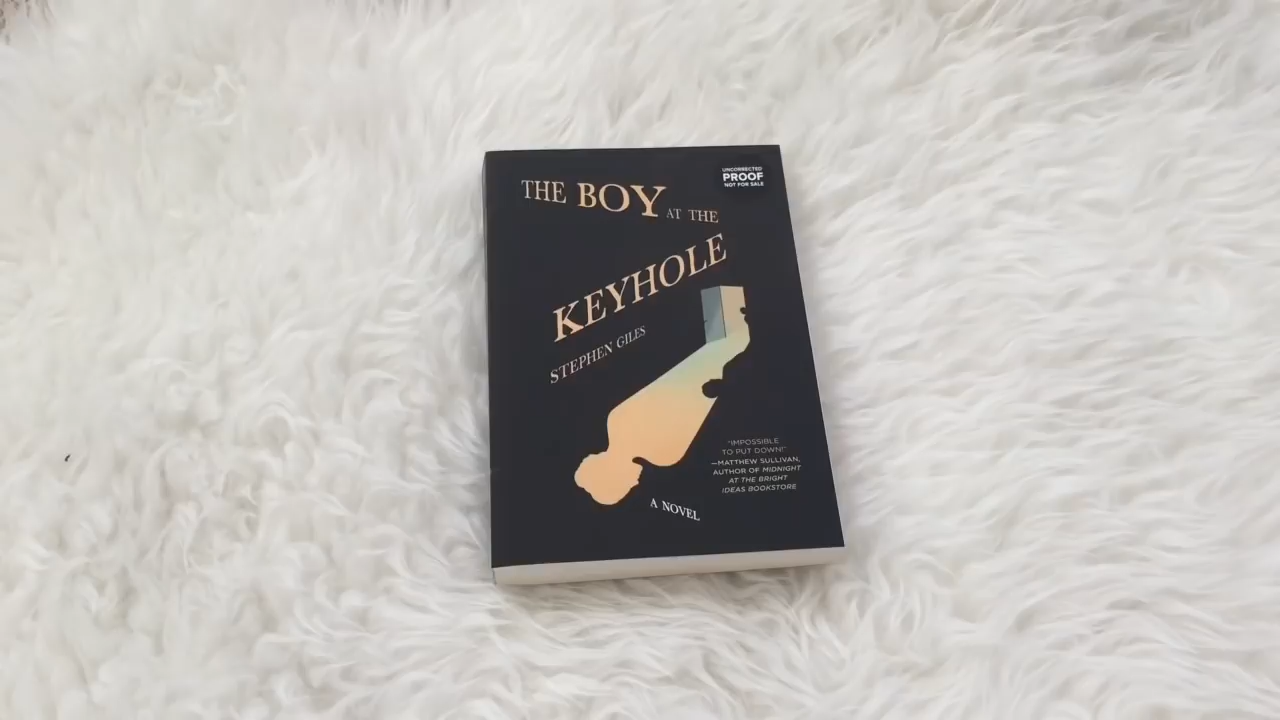 THE BOY AT THE
KEYHOLE
STEPHEN GILES
UNCORRECTED
PROOF
NOT FOR SALE
"IMPOSSIBLE
TO PUT DOWN!"
—MATTHEW SULLIVAN,
AUTHOR OF MIDNIGHT
AT THE BRIGHT
IDEAS BOOKSTORE
A NOVEL